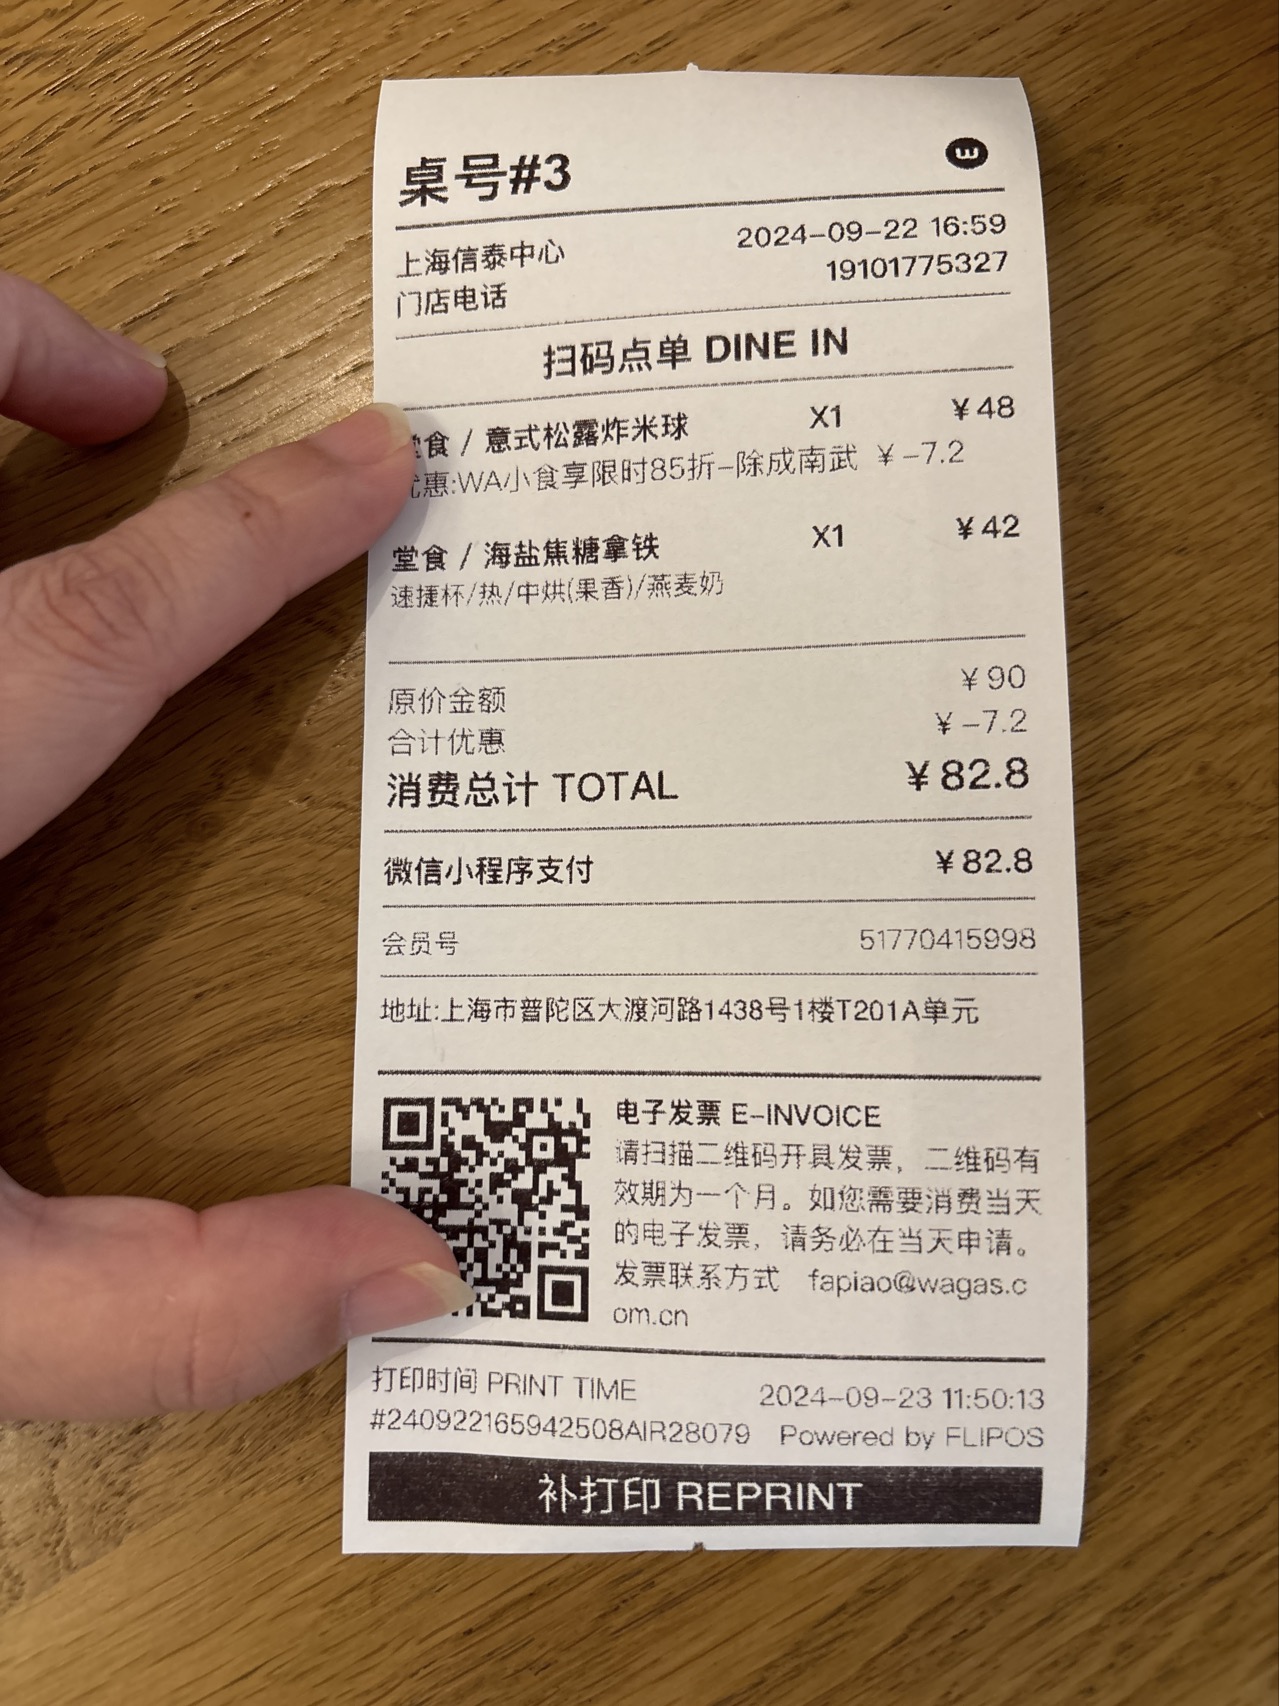 桌号#3
上海信泰中心 2024-09-22 16:59
门店电话 19101775327
扫码点单 DINE IN
食 / 意式松露炸米球 X1 ¥48
惠:WA小食享限时85折-除成南武 ¥-7.2
堂食 / 海盐焦糖拿铁 X1 ¥42
速捷杯/热/中烘(果香)/燕麦奶
原价金额 ¥90
合计优惠 ¥-7.2
消费总计 TOTAL ¥82.8
微信小程序支付 ¥82.8
会员号 51770415998
地址:上海市普陀区大渡河路1438号1楼T201A单元
电子发票 E-INVOICE
请扫描二维码开具发票，二维码有
效期为一个月。如您需要消费当天
的电子发票，请务必在当天申请。
发票联系方式 fapiao@wagas.c
om.cn
打印时间 PRINT TIME 2024-09-23 11:50:13
#240922165942508AIR28079 Powered by FLIPOS
补打印 REPRINT